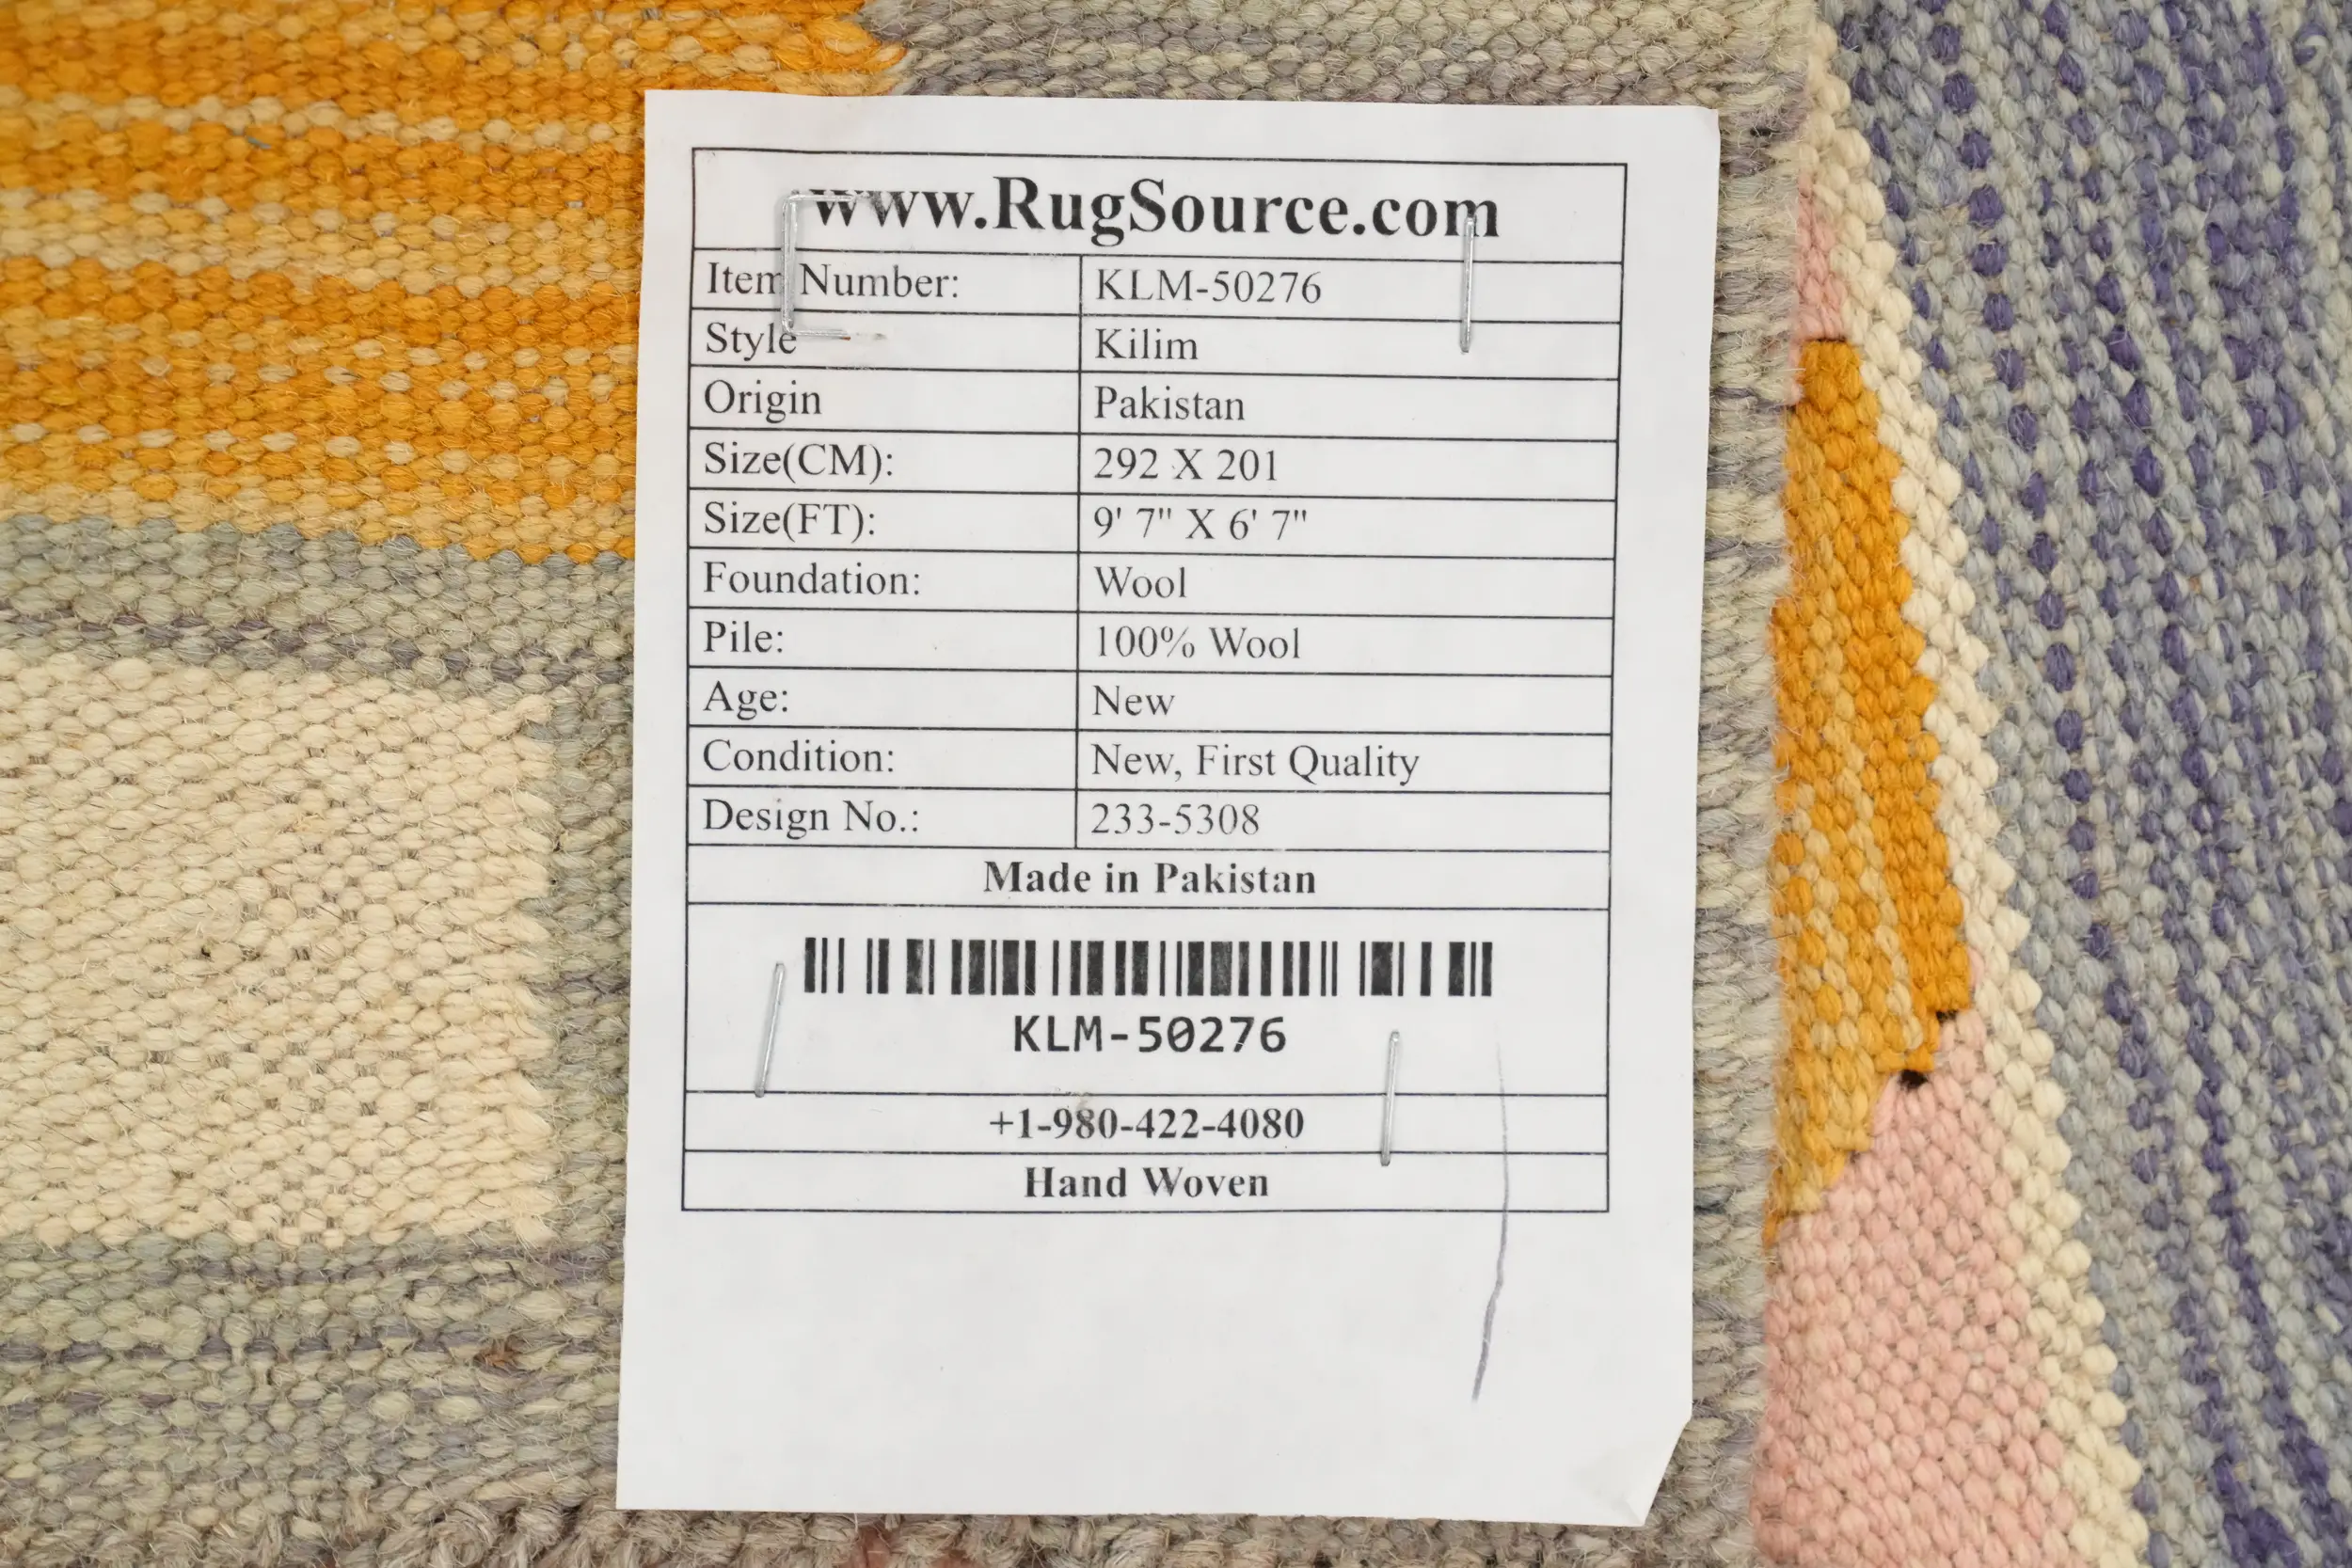 www.RugSource.com
Item Number: KLM-50276
Style Kilim
Origin Pakistan
Size(CM): 292 X 201
Size(FT): 9' 7" X 6' 7"
Foundation: Wool
Pile: 100% Wool
Age: New
Condition: New, First Quality
Design No.: 233-5308
Made in Pakistan
KLM-50276
+1-980-422-4080
Hand Woven